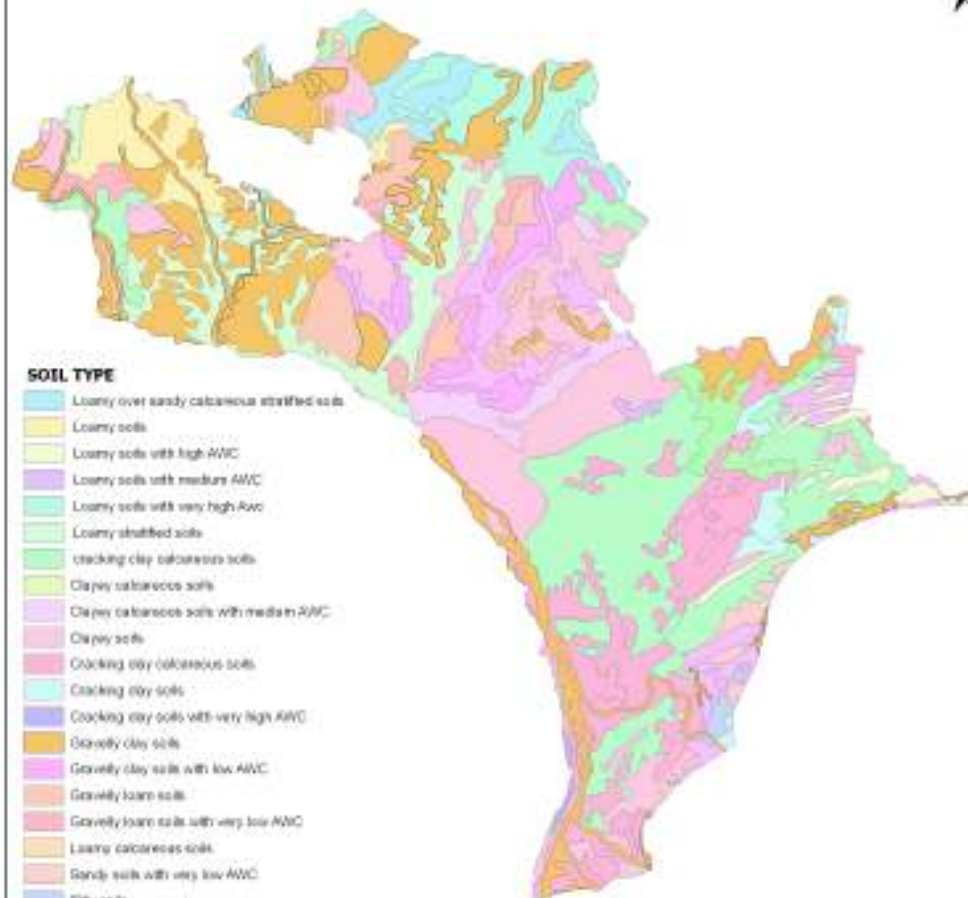 SOIL TYPE
Loamy over sandy calcareous stratified soils
Loamy soils
Loamy soils with high AWC
Loamy soils with medium AWC
Loamy soils with very high Awc
Loamy stratified soils
cracking clay calcareous soils
Clayey calcareous soils
Clayey calcareous soils with medium AWC
Clayey soils
Cracking clay calcareous soils
Cracking clay soils
Cracking clay soils with very high AWC
Gravelly clay soils
Gravelly clay soils with low AWC
Gravelly loam soils
Gravelly loam soils with very low AWC
Loamy calcareous soils
Sandy soils with very low AWC